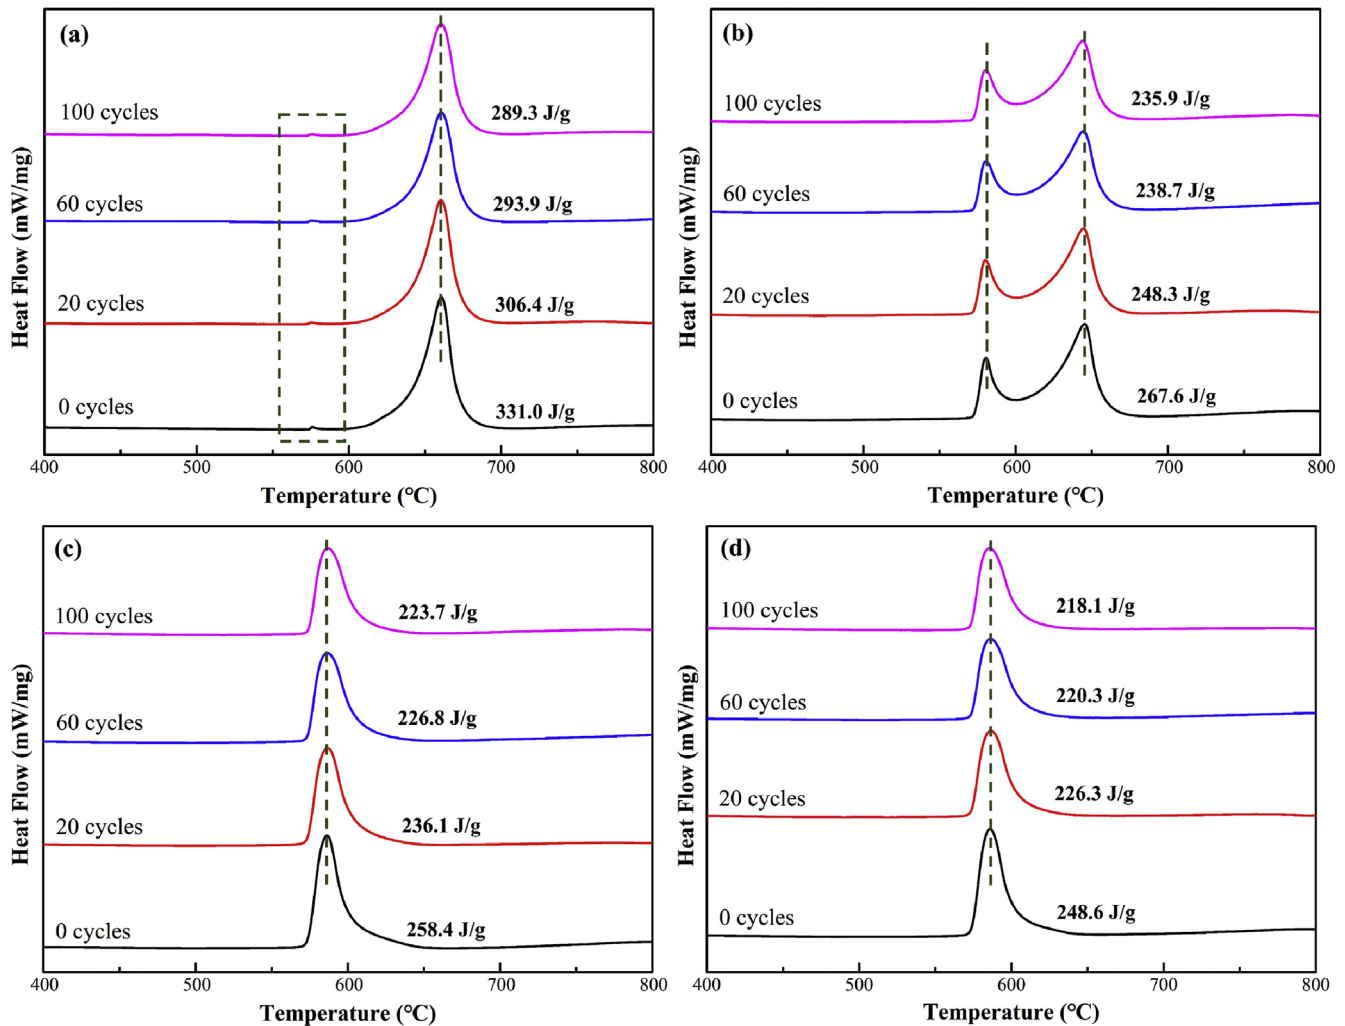 (a)
100 cycles
289.3 J/g
60 cycles
293.9 J/g
20 cycles
306.4 J/g
0 cycles
331.0 J/g
Heat Flow (mW/mg)
400 500 600 700 800
Temperature (°C)
(b)
100 cycles
235.9 J/g
60 cycles
238.7 J/g
20 cycles
248.3 J/g
0 cycles
267.6 J/g
Heat Flow (mW/mg)
400 500 600 700 800
Temperature (°C)
(c)
100 cycles
223.7 J/g
60 cycles
226.8 J/g
20 cycles
236.1 J/g
0 cycles
258.4 J/g
Heat Flow (mW/mg)
400 500 600 700 800
Temperature (°C)
(d)
100 cycles
218.1 J/g
60 cycles
220.3 J/g
20 cycles
226.3 J/g
0 cycles
248.6 J/g
Heat Flow (mW/mg)
400 500 600 700 800
Temperature (°C)